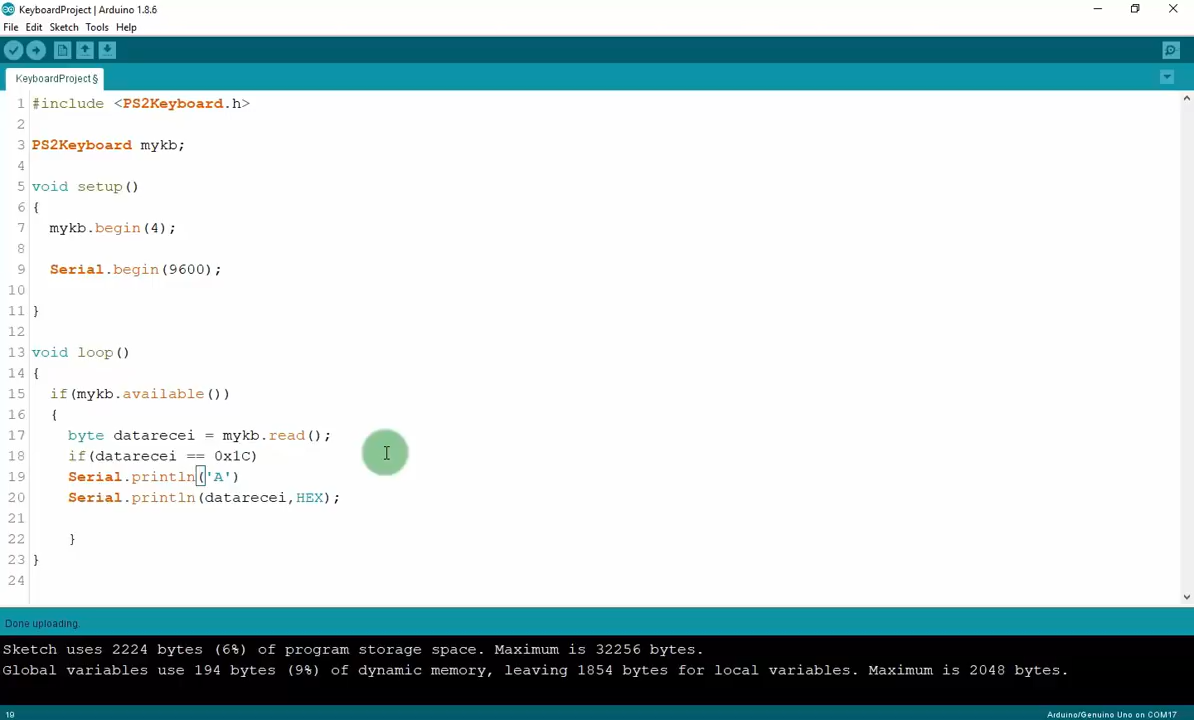 KeyboardProject | Arduino 1.8.6
File Edit Sketch Tools Help
KeyboardProject§
1 #include <PS2Keyboard.h>
2
3 PS2Keyboard mykb;
4
5 void setup()
6 {
7 mykb.begin(4);
8
9 Serial.begin(9600);
10
11 }
12
13 void loop()
14 {
15 if(mykb.available())
16 {
17 byte datarecei = mykb.read();
18 if(datarecei == 0x1C)
19 Serial.println('A')
20 Serial.println(datarecei,HEX);
21
22 }
23 }
24
Done uploading.
Sketch uses 2224 bytes (6%) of program storage space. Maximum is 32256 bytes.
Global variables use 194 bytes (9%) of dynamic memory, leaving 1854 bytes for local variables. Maximum is 2048 bytes.
19 Arduino/Genuino Uno on COM17